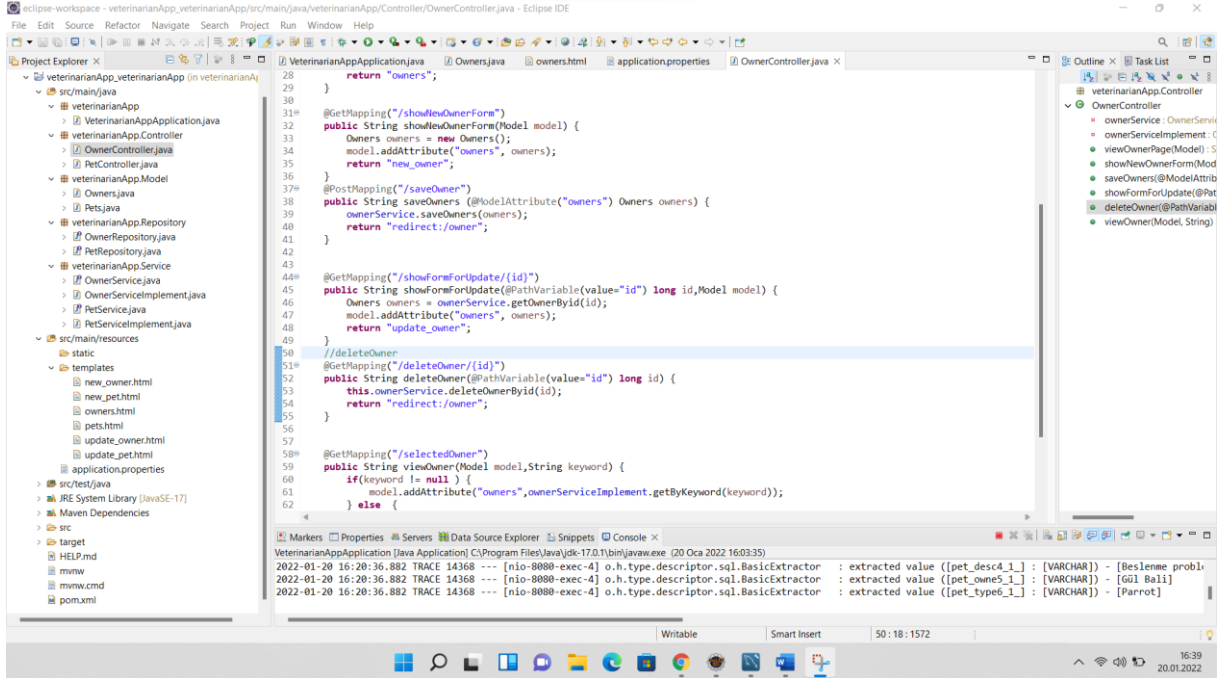 eclipse-workspace - veterinarianApp_veterinarianApp/src/main/java/veterinarianApp/Controller/OwnerController.java - Eclipse IDE
File Edit Source Refactor Navigate Search Project Run Window Help
Project Explorer
veterinarianApp_veterinarianApp (in veterinarianAp
src/main/java
veterinarianApp
VeterinarianAppApplication.java
veterinarianApp.Controller
OwnerController.java
PetController.java
veterinarianApp.Model
Owners.java
Pets.java
veterinarianApp.Repository
OwnerRepository.java
PetRepository.java
veterinarianApp.Service
OwnerService.java
OwnerServiceImplement.java
PetService.java
PetServiceImplement.java
src/main/resources
static
templates
new_owner.html
new_pet.html
owners.html
pets.html
update_owner.html
update_pet.html
application.properties
src/test/java
JRE System Library [JavaSE-17]
Maven Dependencies
src
target
HELP.md
mvnw
mvnw.cmd
pom.xml
VeterinarianAppApplication.java Owners.java owners.html application.properties OwnerController.java
28 return "owners";
29 }
30
31 @GetMapping("/showNewOwnerForm")
32 public String showNewOwnerForm(Model model) {
33 Owners owners = new Owners();
34 model.addAttribute("owners", owners);
35 return "new_owner";
36 }
37 @PostMapping("/saveOwner")
38 public String saveOwners (@ModelAttribute("owners") Owners owners) {
39 ownerService.saveOwners(owners);
40 return "redirect:/owner";
41 }
42
43
44 @GetMapping("/showFormForUpdate/{id}")
45 public String showFormForUpdate(@PathVariable(value="id") long id,Model model) {
46 Owners owners = ownerService.getOwnerByid(id);
47 model.addAttribute("owners", owners);
48 return "update_owner";
49 }
50 //deleteOwner
51 @GetMapping("/deleteOwner/{id}")
52 public String deleteOwner(@PathVariable(value="id") long id) {
53 this.ownerService.deleteOwnerByid(id);
54 return "redirect:/owner";
55 }
56
57
58 @GetMapping("/selectedOwner")
59 public String viewOwner(Model model,String keyword) {
60 if(keyword != null ) {
61 model.addAttribute("owners",ownerServiceImplement.getByKeyword(keyword));
62 } else {
Outline Task List
veterinarianApp.Controller
OwnerController
ownerService : OwnerServi
ownerServiceImplement : O
viewOwnerPage(Model) : S
showNewOwnerForm(Mod
saveOwners(@ModelAttrib
showFormForUpdate(@Pat
deleteOwner(@PathVariabl
viewOwner(Model, String)
Markers Properties Servers Data Source Explorer Snippets Console
VeterinarianAppApplication [Java Application] C:\Program Files\Java\jdk-17.0.1\bin\javaw.exe (20 Oca 2022 16:03:35)
2022-01-20 16:20:36.882 TRACE 14368 --- [nio-8080-exec-4] o.h.type.descriptor.sql.BasicExtractor : extracted value ([pet_desc4_1_] : [VARCHAR]) - [Beslenme proble
2022-01-20 16:20:36.882 TRACE 14368 --- [nio-8080-exec-4] o.h.type.descriptor.sql.BasicExtractor : extracted value ([pet_owne5_1_] : [VARCHAR]) - [Gül Bali]
2022-01-20 16:20:36.882 TRACE 14368 --- [nio-8080-exec-4] o.h.type.descriptor.sql.BasicExtractor : extracted value ([pet_type6_1_] : [VARCHAR]) - [Parrot]
Writable Smart Insert 50 : 18 : 1572
16:39
20.01.2022